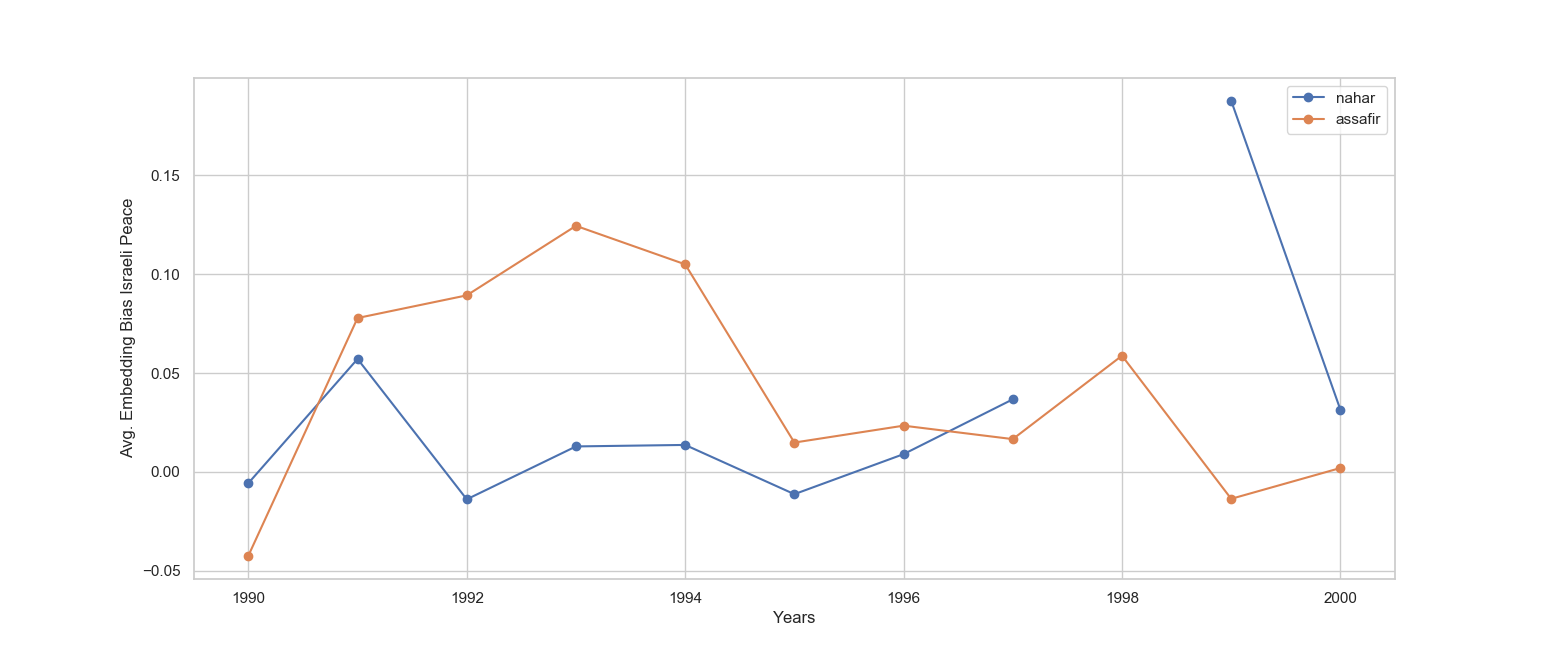 nahar
assafir
0.15
0.10
0.05
0.00
−0.05
Avg. Embedding Bias Israeli Peace
1990
1992
1994
1996
1998
2000
Years